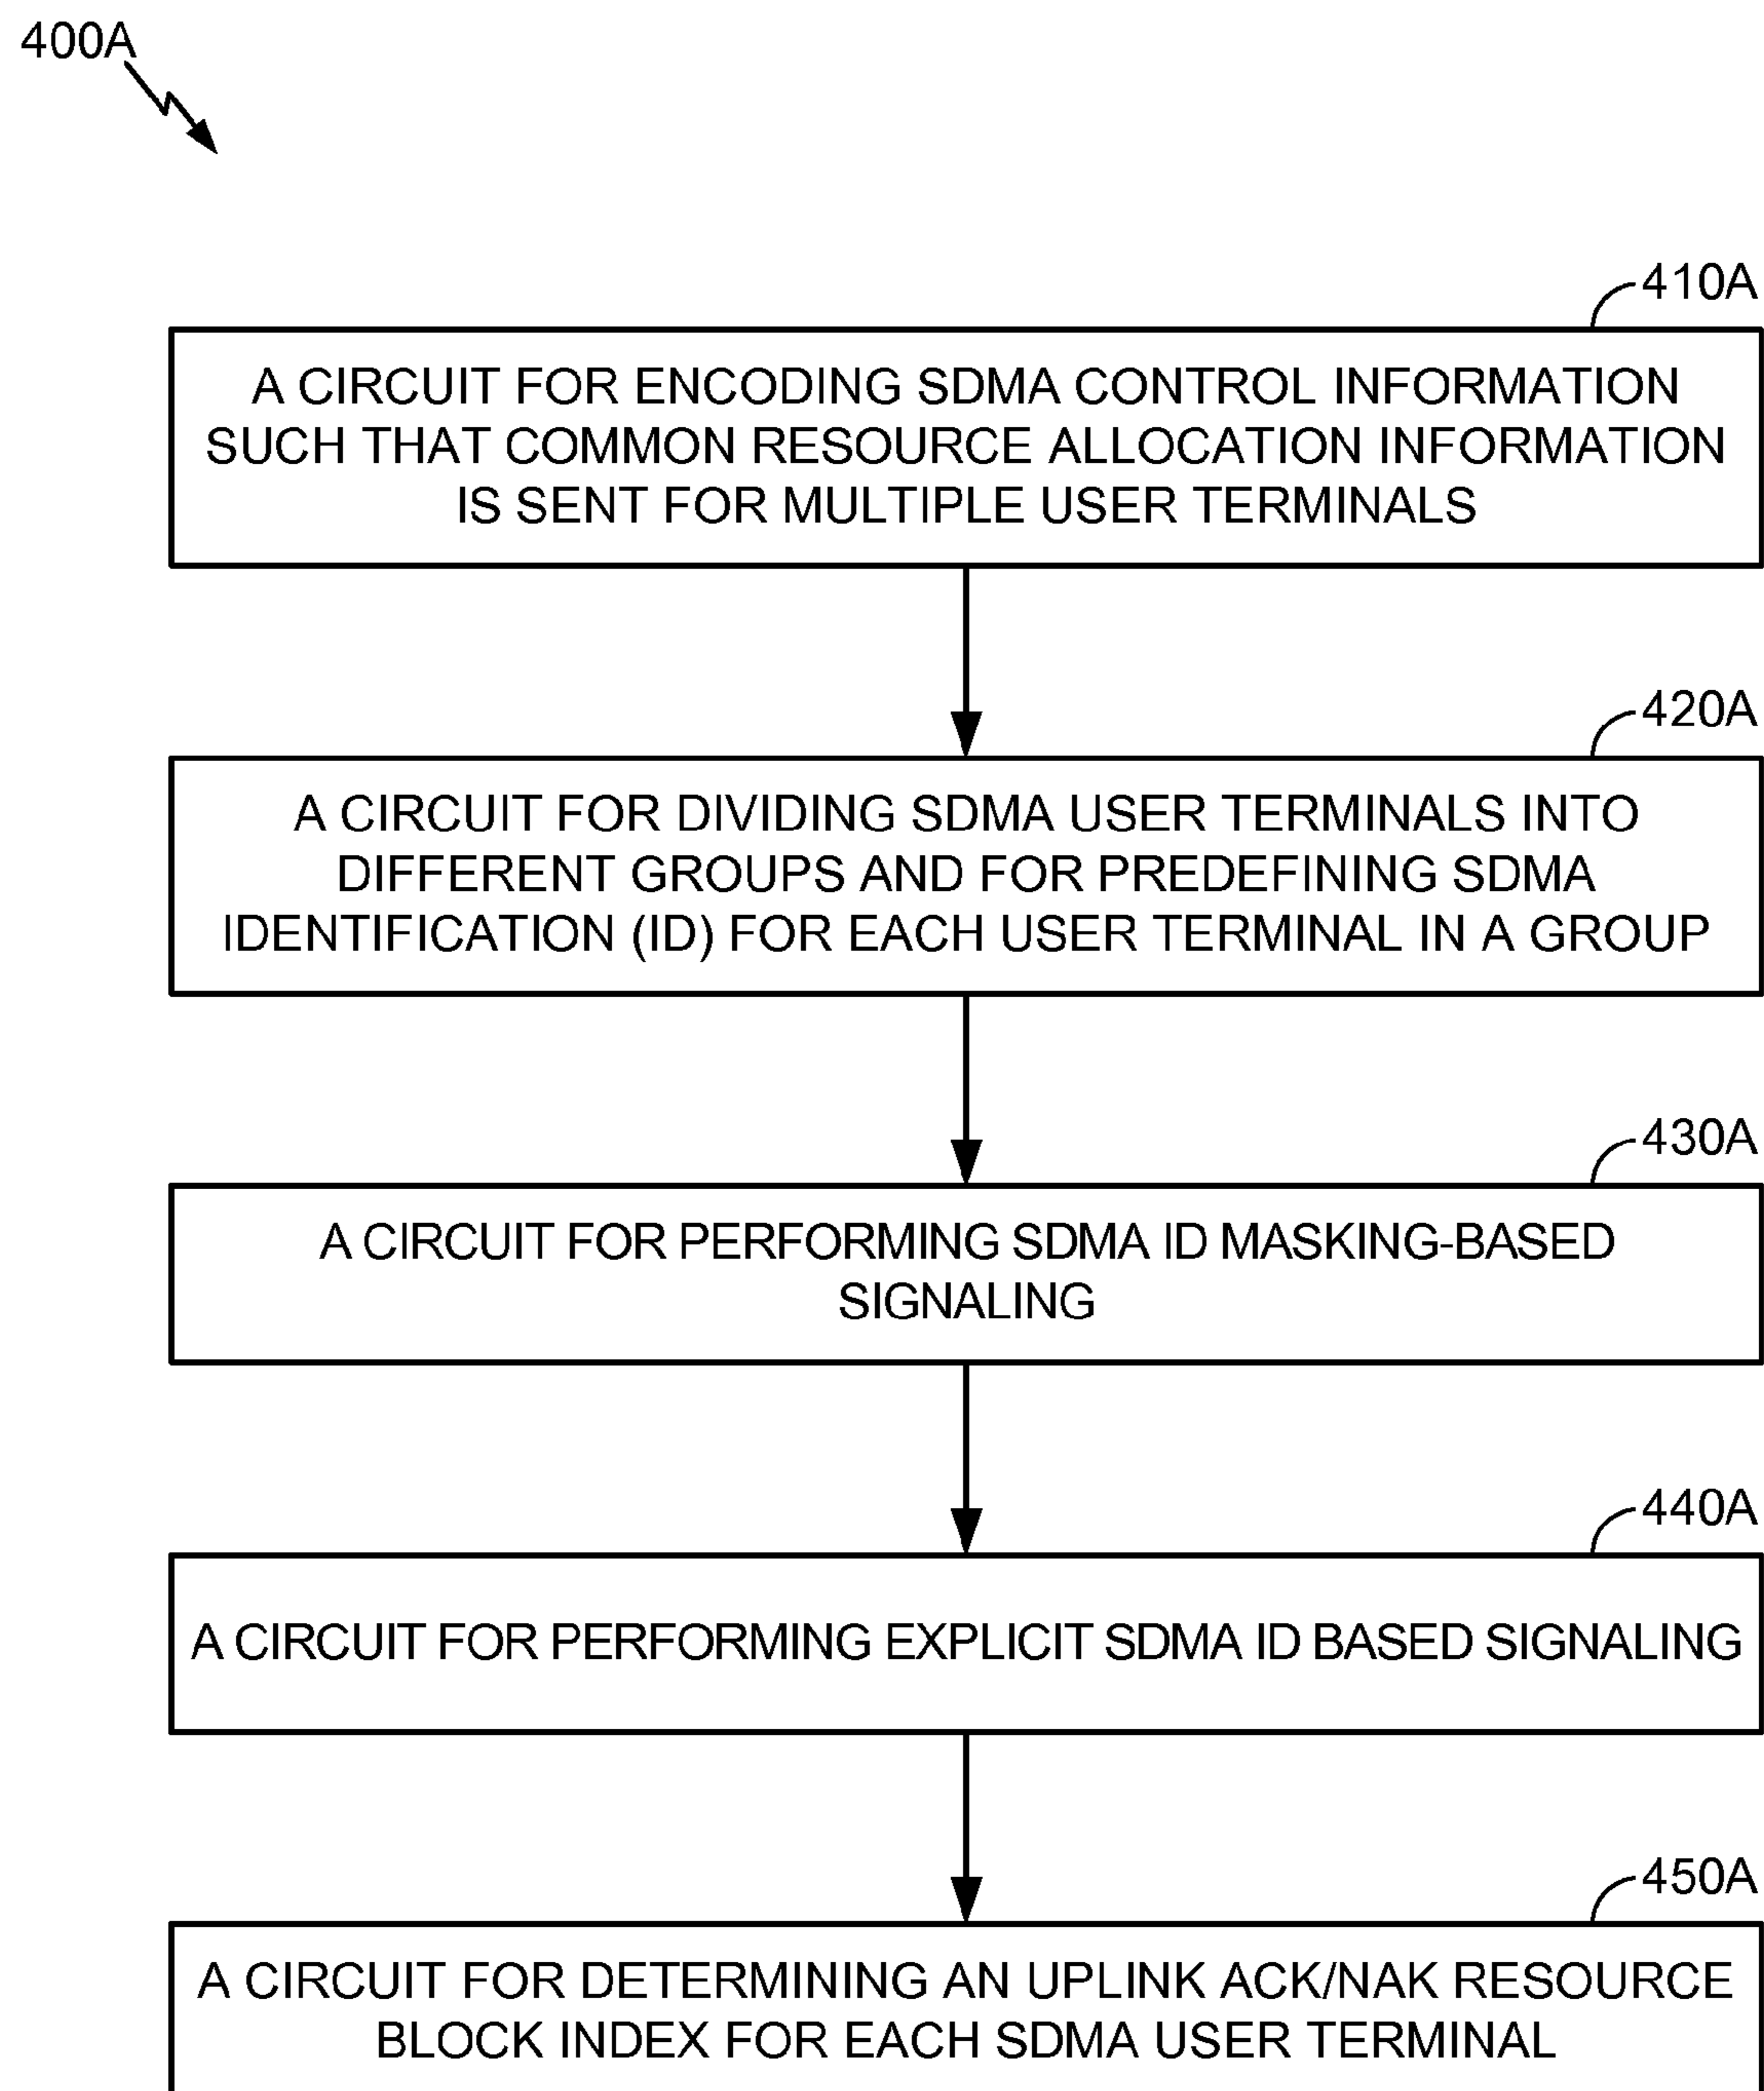 400A
410A
A CIRCUIT FOR ENCODING SDMA CONTROL INFORMATION
SUCH THAT COMMON RESOURCE ALLOCATION INFORMATION
IS SENT FOR MULTIPLE USER TERMINALS
420A
A CIRCUIT FOR DIVIDING SDMA USER TERMINALS INTO
DIFFERENT GROUPS AND FOR PREDEFINING SDMA
IDENTIFICATION (ID) FOR EACH USER TERMINAL IN A GROUP
430A
A CIRCUIT FOR PERFORMING SDMA ID MASKING-BASED
SIGNALING
440A
A CIRCUIT FOR PERFORMING EXPLICIT SDMA ID BASED SIGNALING
450A
A CIRCUIT FOR DETERMINING AN UPLINK ACK/NAK RESOURCE
BLOCK INDEX FOR EACH SDMA USER TERMINAL